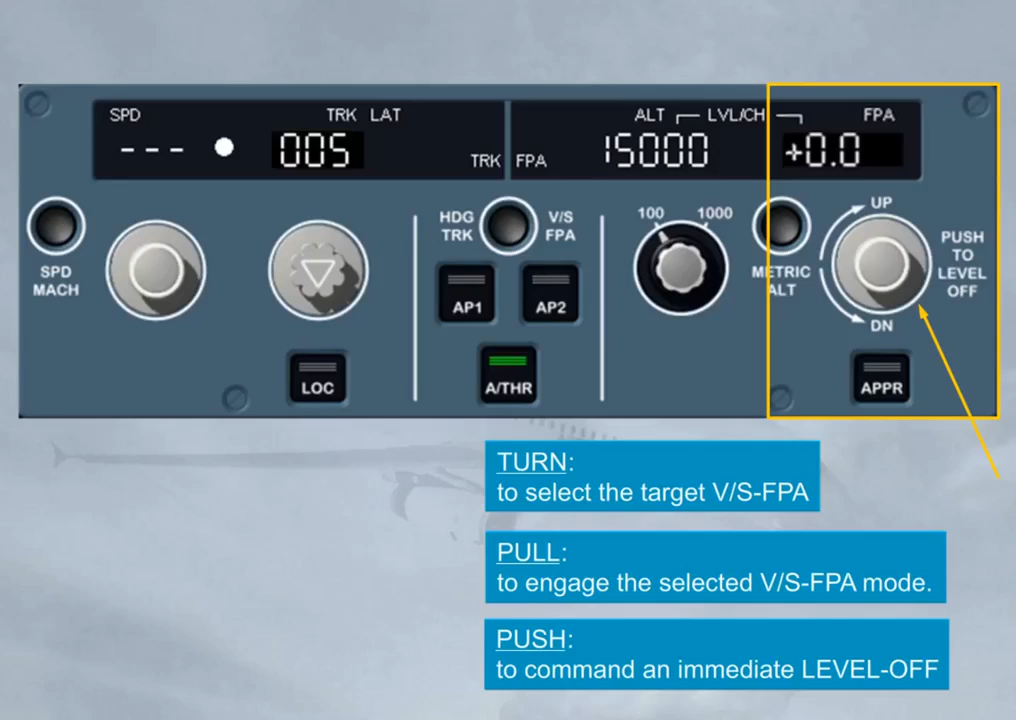 SPD TRK LAT ALT LVL/CH FPA
--- 005 TRK FPA 15000 +0.0
HDG V/S
TRK FPA
100 1000
UP
PUSH
TO
LEVEL
OFF
SPD
MACH
METRIC
ALT
AP1 AP2
DN
LOC A/THR APPR
TURN:
to select the target V/S-FPA
PULL:
to engage the selected V/S-FPA mode.
PUSH:
to command an immediate LEVEL-OFF